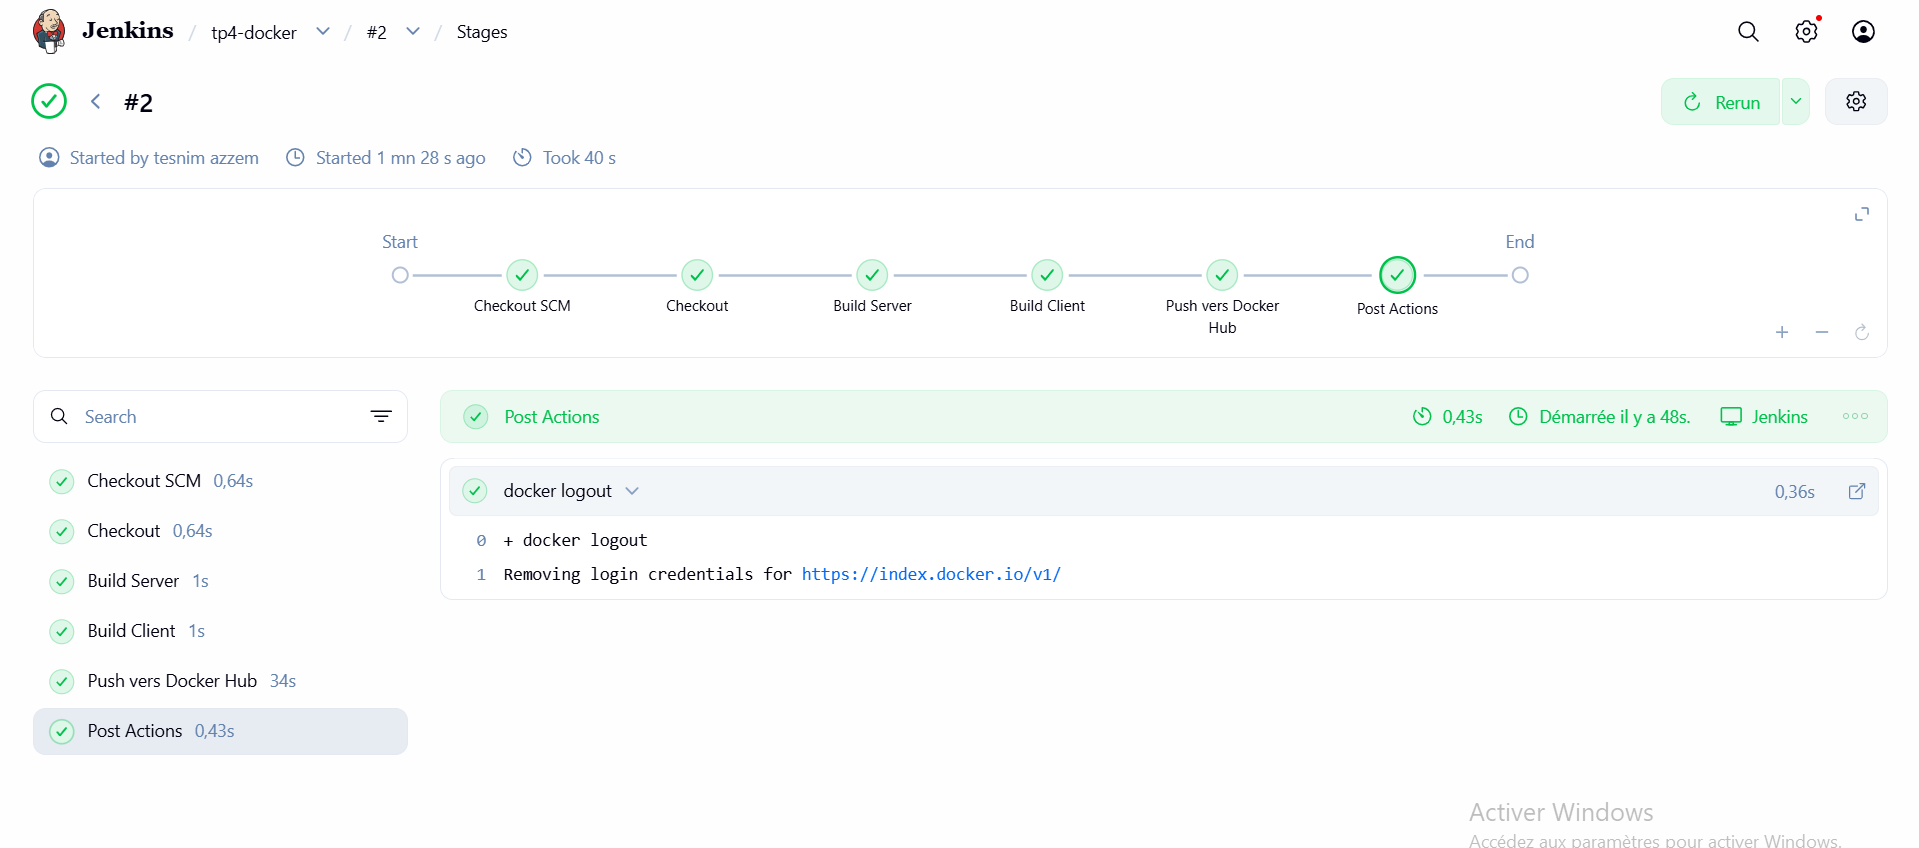 Jenkins / tp4-docker / #2 / Stages
#2
Rerun
Started by tesnim azzem Started 1 mn 28 s ago Took 40 s
Start End
Checkout SCM Checkout Build Server Build Client Push vers Docker Hub Post Actions
Search
Checkout SCM 0,64s
Checkout 0,64s
Build Server 1s
Build Client 1s
Push vers Docker Hub 34s
Post Actions 0,43s
Post Actions 0,43s Démarrée il y a 48s. Jenkins
docker logout 0,36s
0 + docker logout
1 Removing login credentials for https://index.docker.io/v1/
Activer Windows
Accédez aux paramètres pour activer Windows.